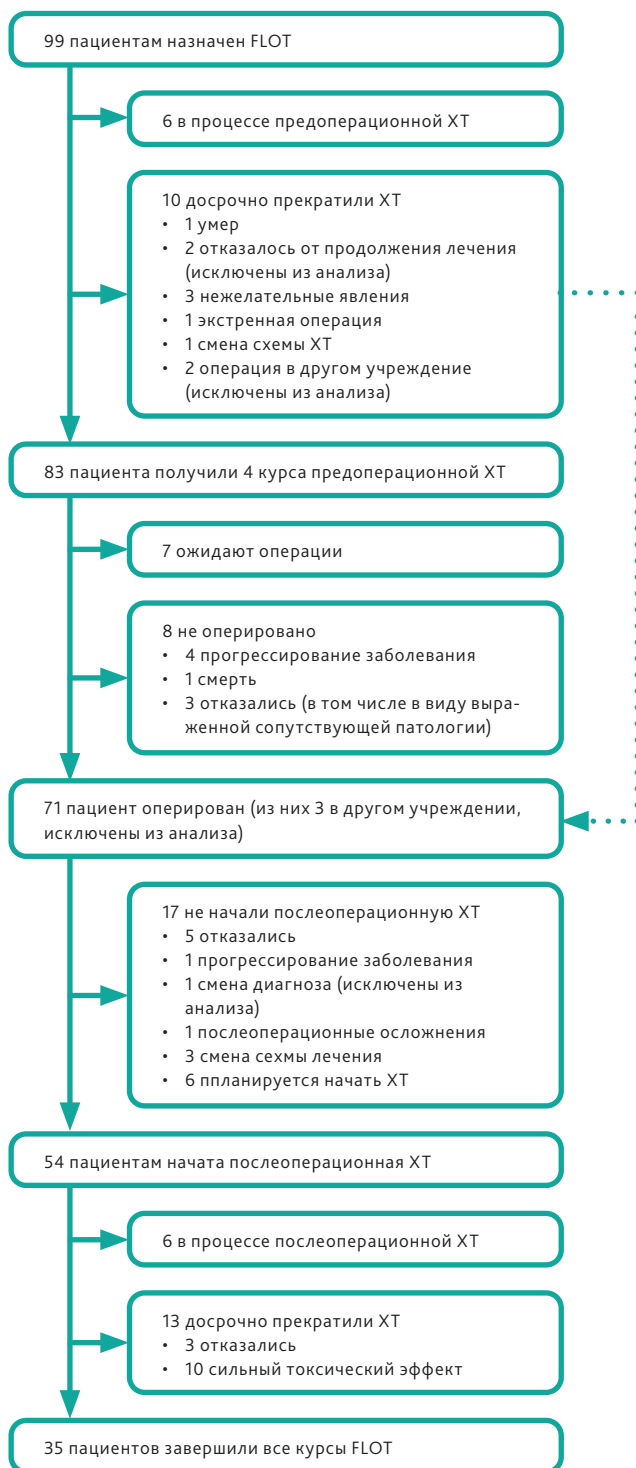 99 пациентам назначен FLOT
6 в процессе предоперационной ХТ
10 досрочно прекратили ХТ
• 1 умер
• 2 отказалось от продолжения лечения
(исключены из анализа)
• 3 нежелательные явления
• 1 экстренная операция
• 1 смена схемы ХТ
• 2 операция в другом учреждение
(исключены из анализа)
83 пациента получили 4 курса предоперационной ХТ
7 ожидают операции
8 не оперировано
• 4 прогрессирование заболевания
• 1 смерть
• 3 отказались (в том числе в виду выра-
женной сопутствующей патологии)
71 пациент оперирован (из них 3 в другом учреждении,
исключены из анализа)
17 не начали послеоперационную ХТ
• 5 отказались
• 1 прогрессирование заболевания
• 1 смена диагноза (исключены из
анализа)
• 1 послеоперационные осложнения
• 3 смена сехмы лечения
• 6 ппланируется начать ХТ
54 пациентам начата послеоперационная ХТ
6 в процессе послеоперационной ХТ
13 досрочно прекратили ХТ
• 3 отказались
• 10 сильный токсический эффект
35 пациентов завершили все курсы FLOT